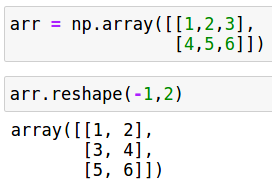 arr = np.array([[1,2,3],
                [4,5,6]])
arr.reshape(-1,2)
array([[1, 2],
       [3, 4],
       [5, 6]])